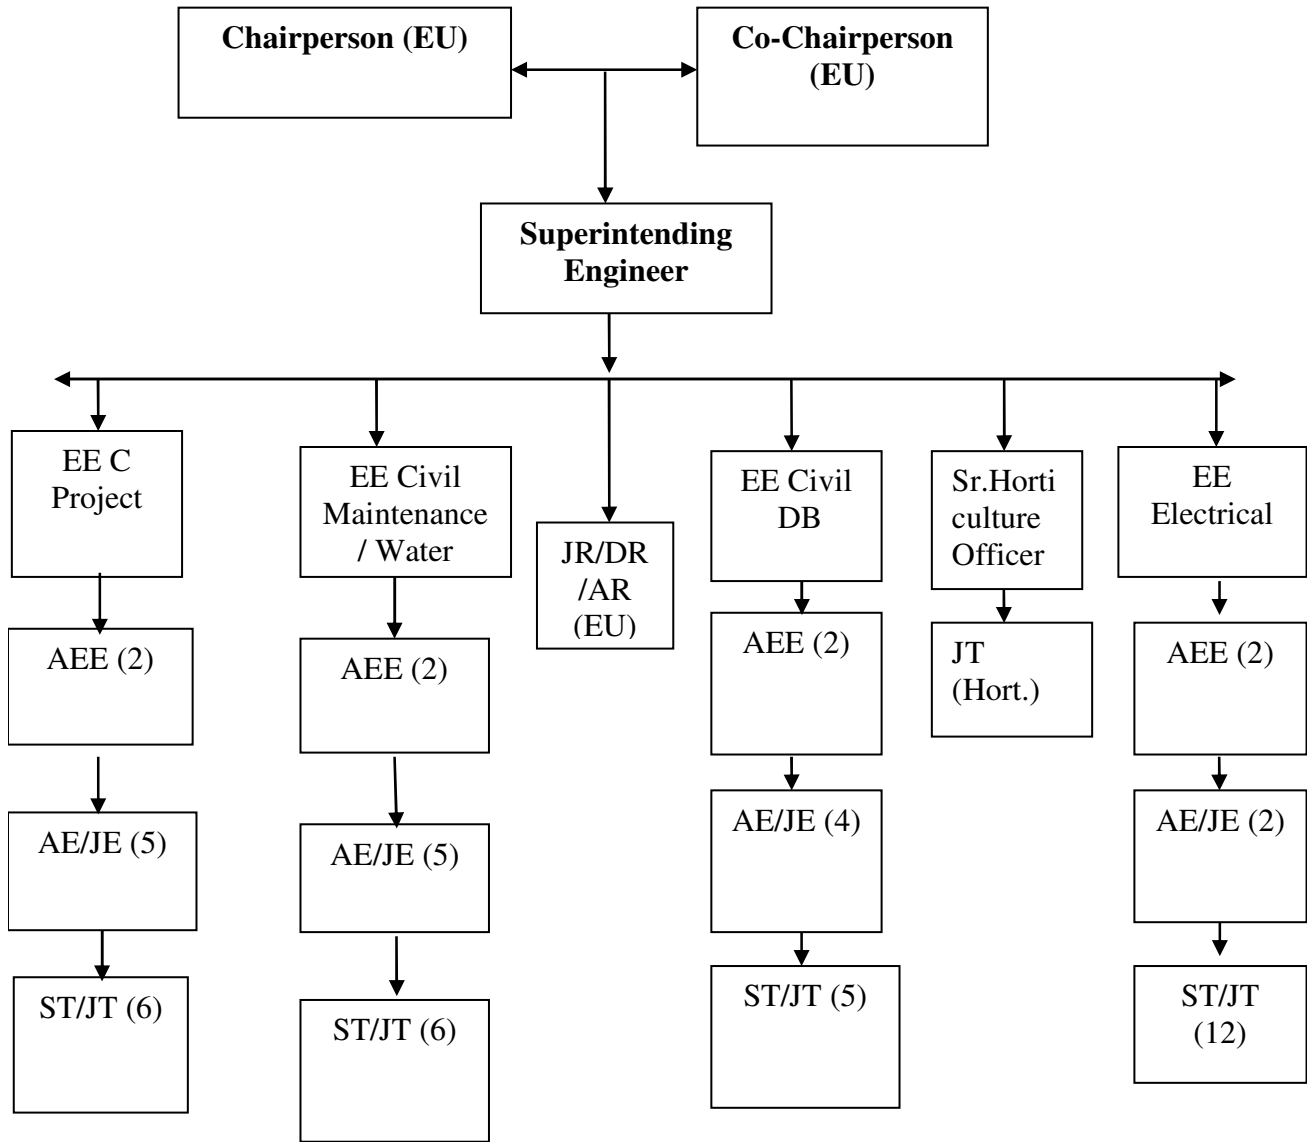 Chairperson (EU)
Co-Chairperson
(EU)
Superintending
Engineer
EE C
Project
EE Civil
Maintenance
/ Water
JR/DR
/AR
(EU)
EE Civil
DB
Sr.Horti
culture
Officer
EE
Electrical
AEE (2)
AEE (2)
AEE (2)
JT
(Hort.)
AEE (2)
AE/JE (5)
AE/JE (5)
AE/JE (4)
AE/JE (2)
ST/JT (6)
ST/JT (6)
ST/JT (5)
ST/JT
(12)